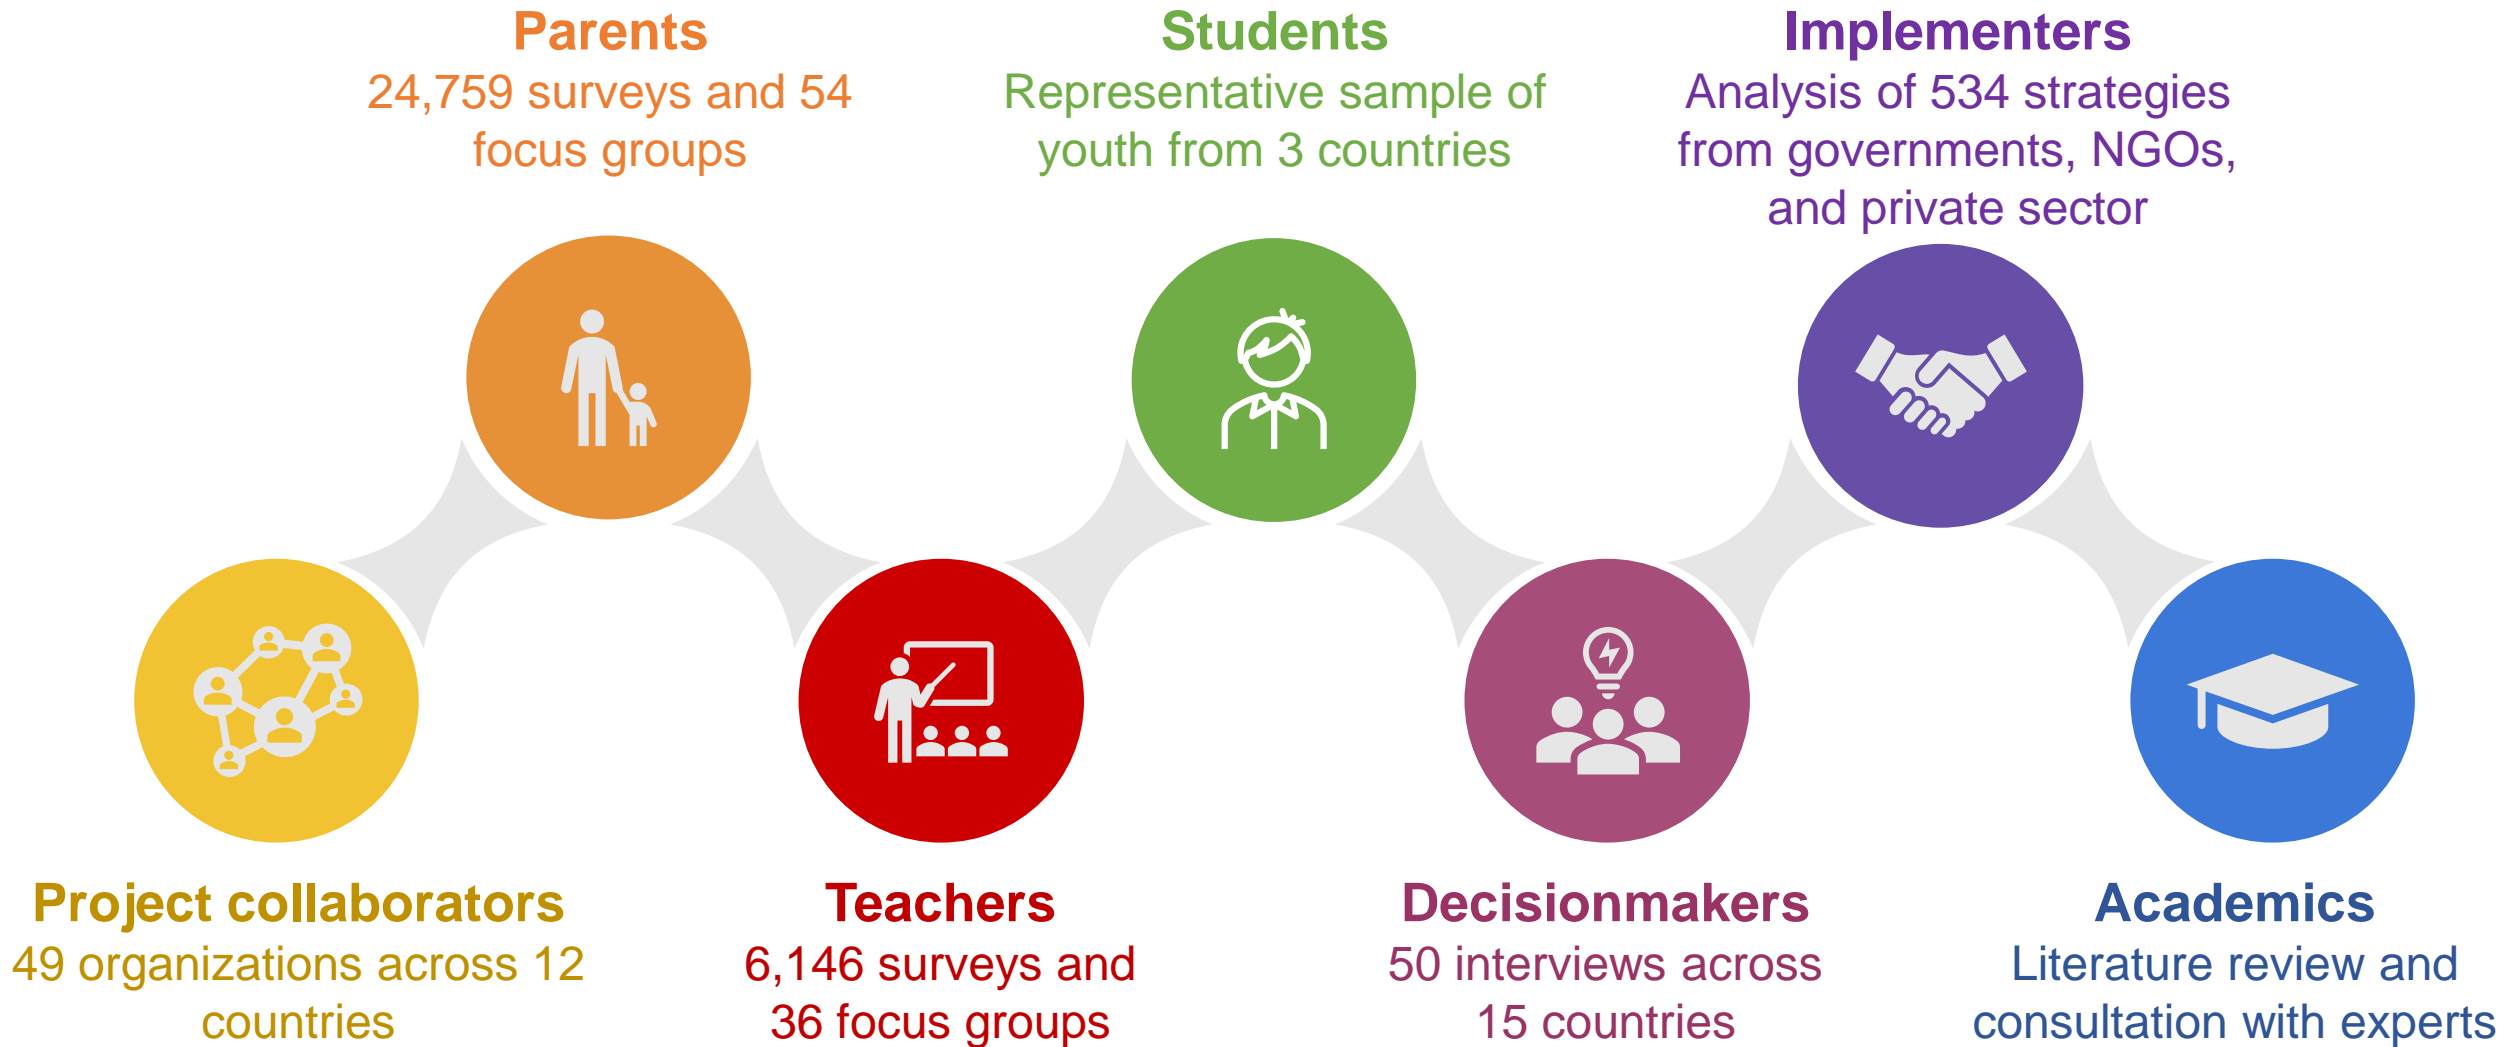 Parents
24,759 surveys and 54
focus groups
Students
Representative sample of
youth from 3 countries
Implementers
Analysis of 534 strategies
from governments, NGOs,
and private sector
Project collaborators
49 organizations across 12
countries
Teachers
6,146 surveys and
36 focus groups
Decisionmakers
50 interviews across
15 countries
Academics
Literature review and
consultation with experts